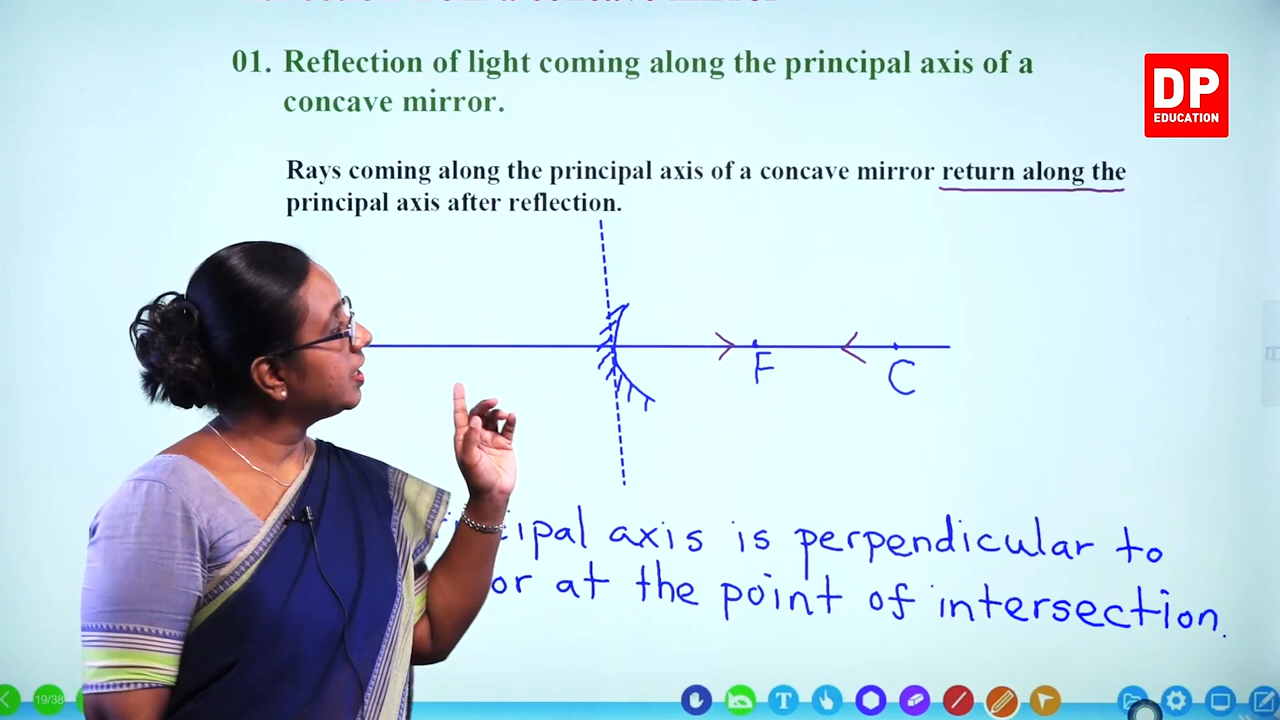 01. Reflection of light coming along the principal axis of a
concave mirror.
DP
EDUCATION
Rays coming along the principal axis of a concave mirror return along the
principal axis after reflection.
F
C
axis is perpendicular to
at the point of intersection.
19/38